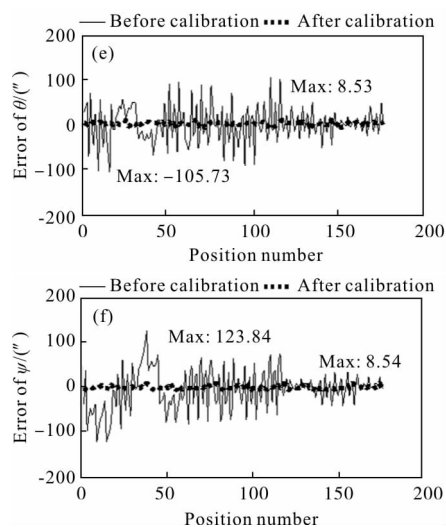 Before calibration After calibration
200
(e)
100
Max: 8.53
0
−100
Max: −105.73
-200
0 50 100 150 200
Error of θ/(″)
Position number
Before calibration After calibration
200
(f)
100
Max: 123.84
Max: 8.54
0
−100
-200
0 50 100 150 200
Error of ψ/(″)
Position number